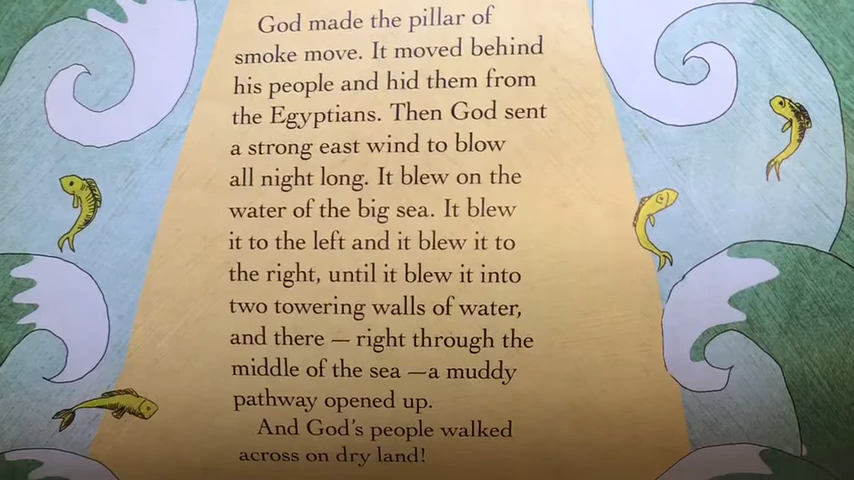 God made the pillar of
smoke move. It moved behind
his people and hid them from
the Egyptians. Then God sent
a strong east wind to blow
all night long. It blew on the
water of the big sea. It blew
it to the left and it blew it to
the right, until it blew it into
two towering walls of water,
and there — right through the
middle of the sea —a muddy
pathway opened up.
And God's people walked
across on dry land!